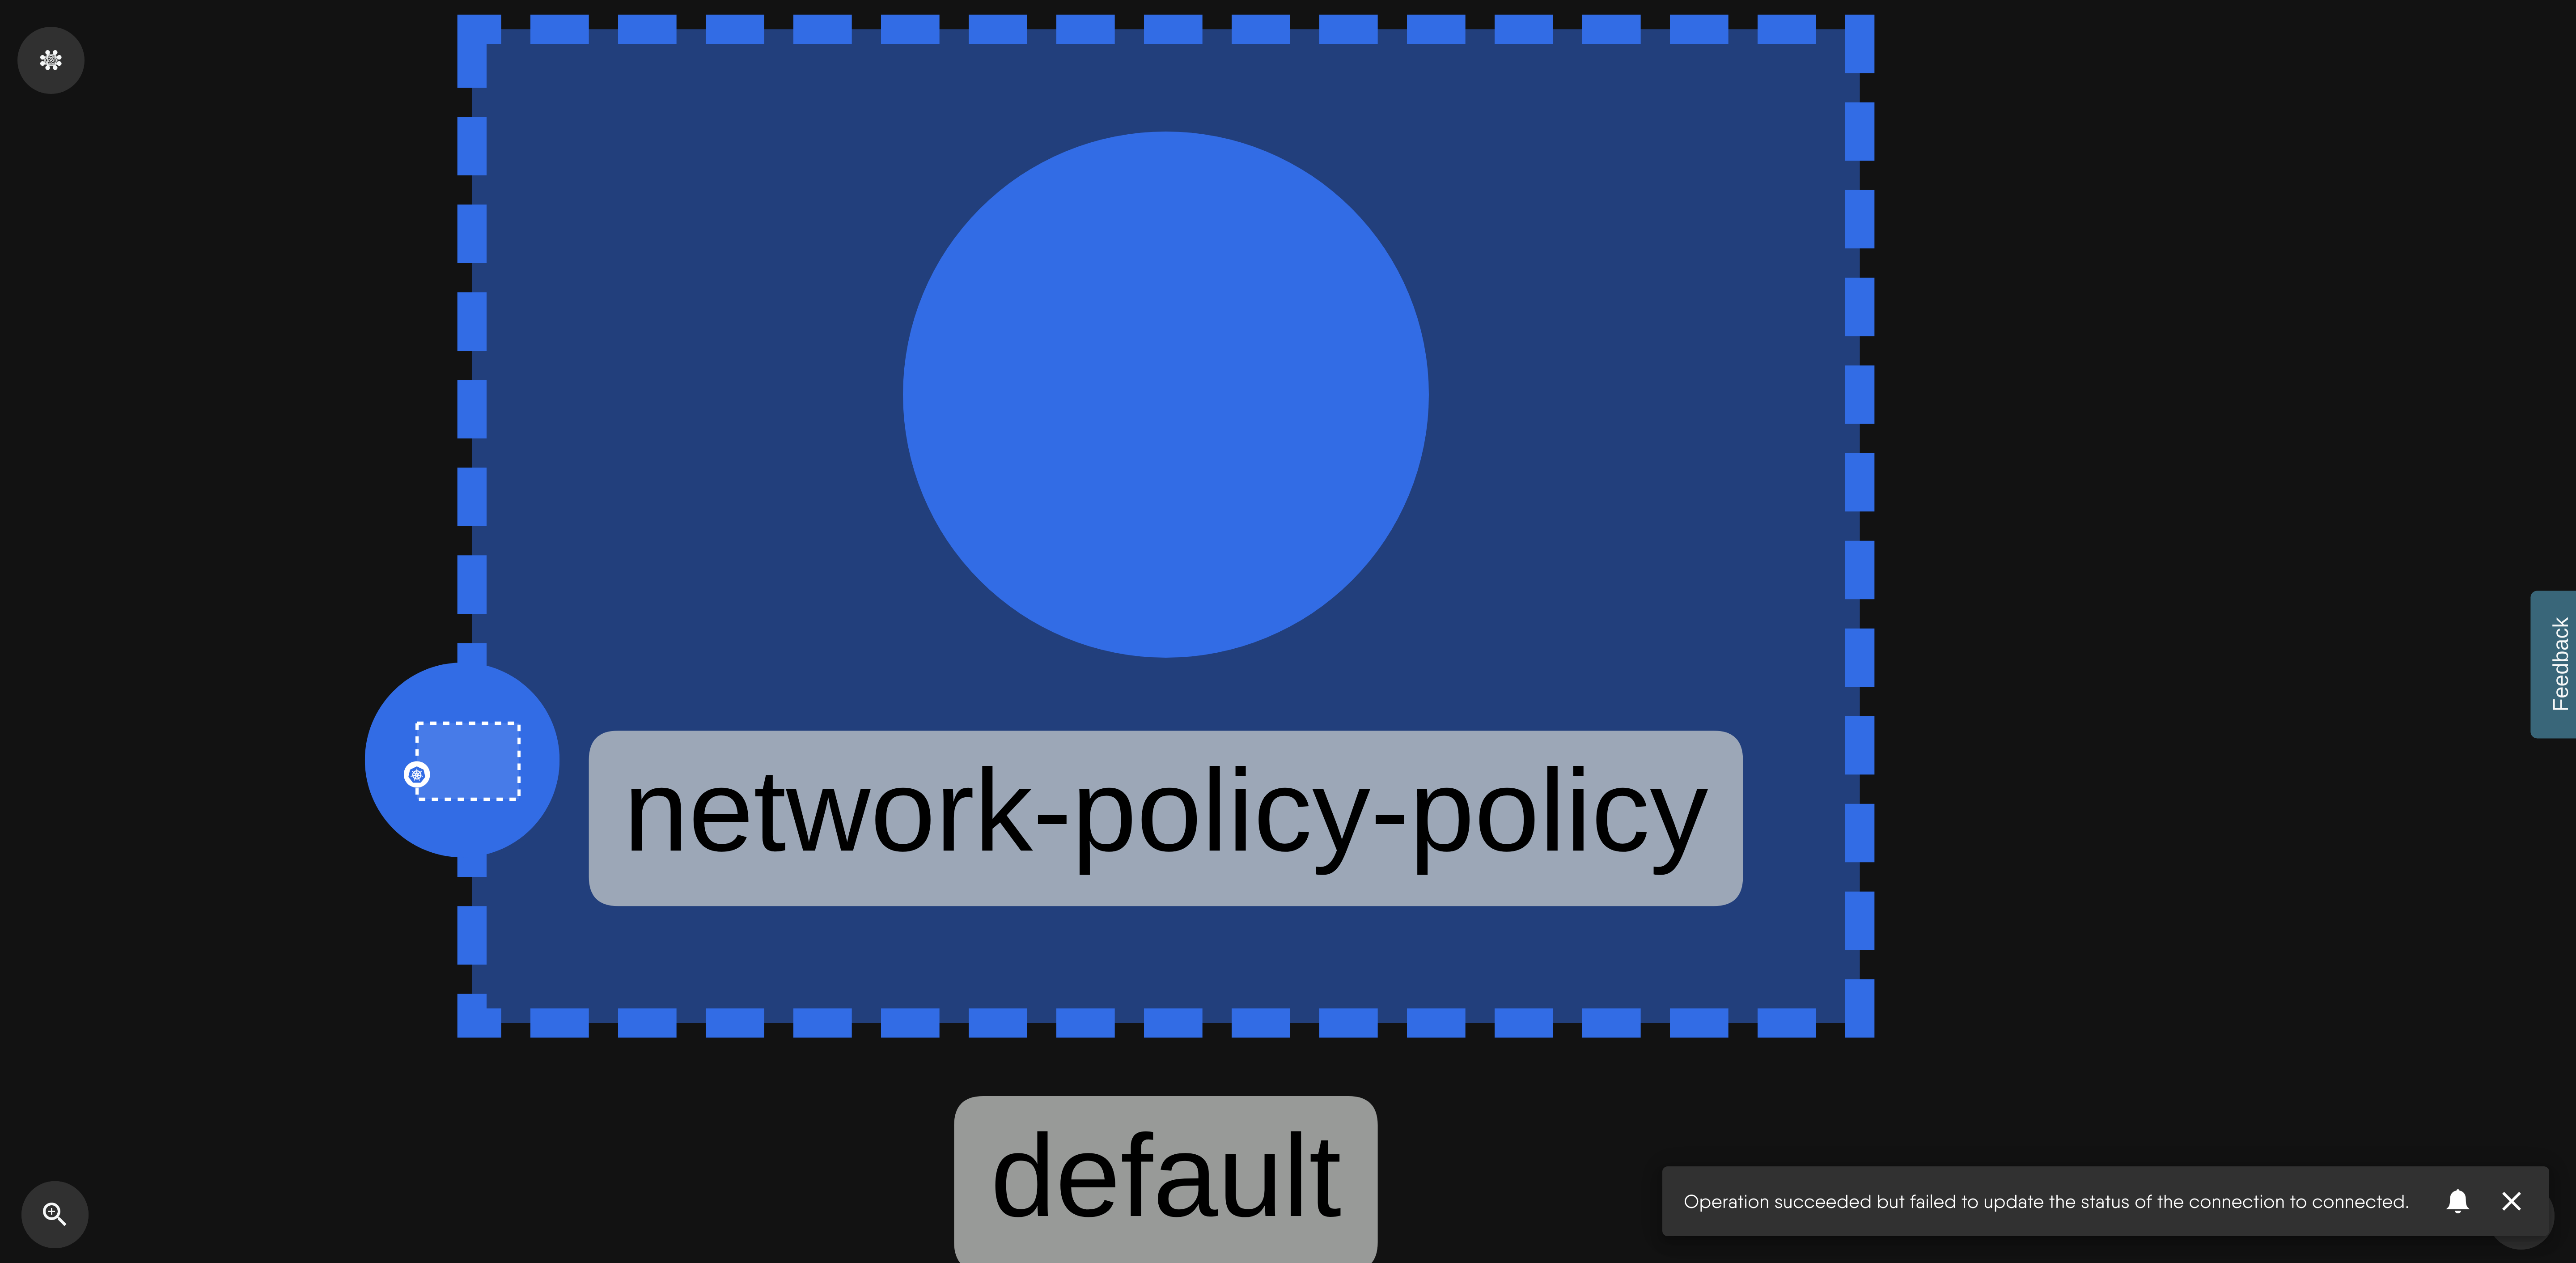 network-policy-policy
default
Feedback
Operation succeeded but failed to update the status of the connection to connected.